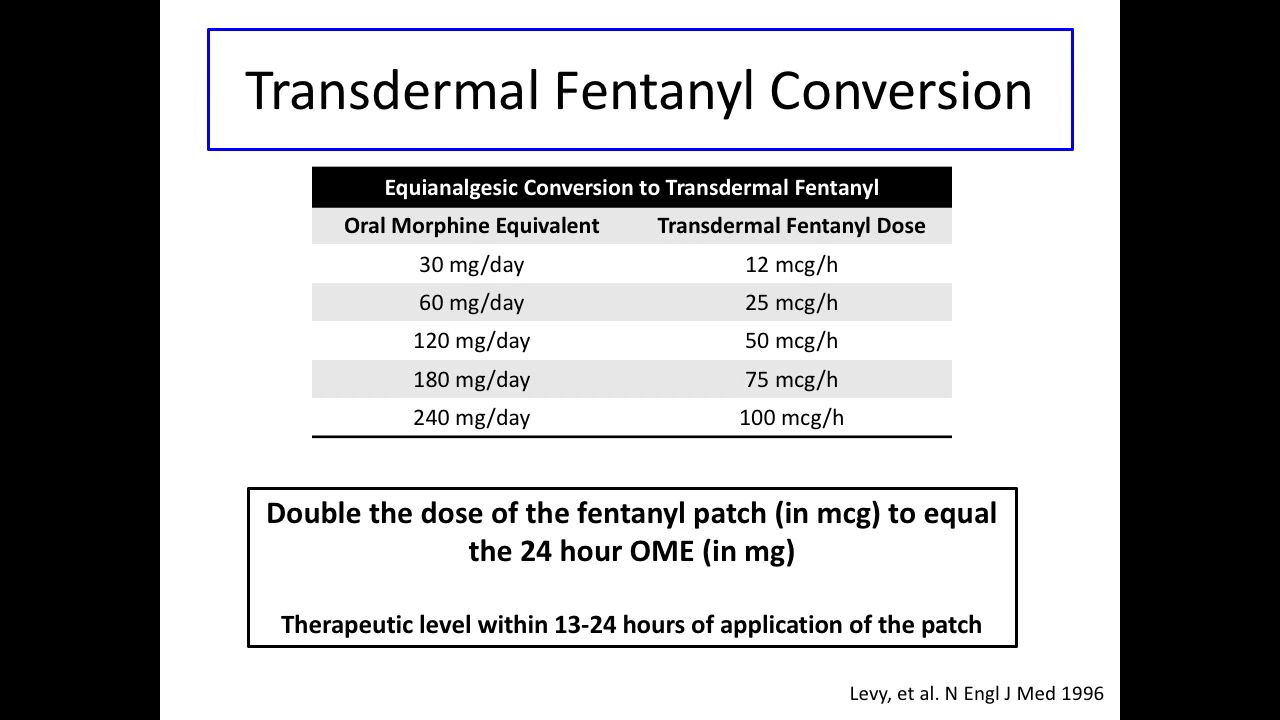 Transdermal Fentanyl Conversion
Equianalgesic Conversion to Transdermal Fentanyl
Oral Morphine Equivalent Transdermal Fentanyl Dose
30 mg/day 12 mcg/h
60 mg/day 25 mcg/h
120 mg/day 50 mcg/h
180 mg/day 75 mcg/h
240 mg/day 100 mcg/h
Double the dose of the fentanyl patch (in mcg) to equal
the 24 hour OME (in mg)
Therapeutic level within 13-24 hours of application of the patch
Levy, et al. N Engl J Med 1996